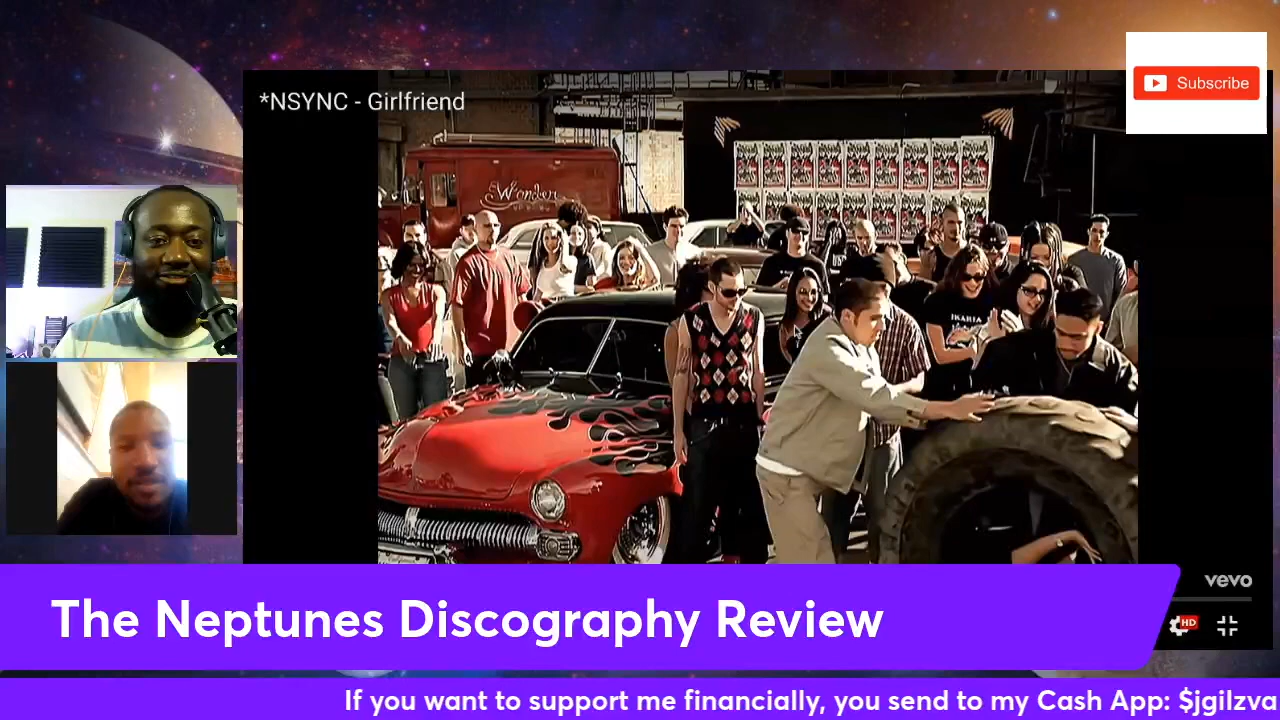 *NSYNC - Girlfriend
Subscribe
Wonder
IKARIA
vevo
HD
The Neptunes Discography Review
If you want to support me financially, you send to my Cash App: $jgilzva